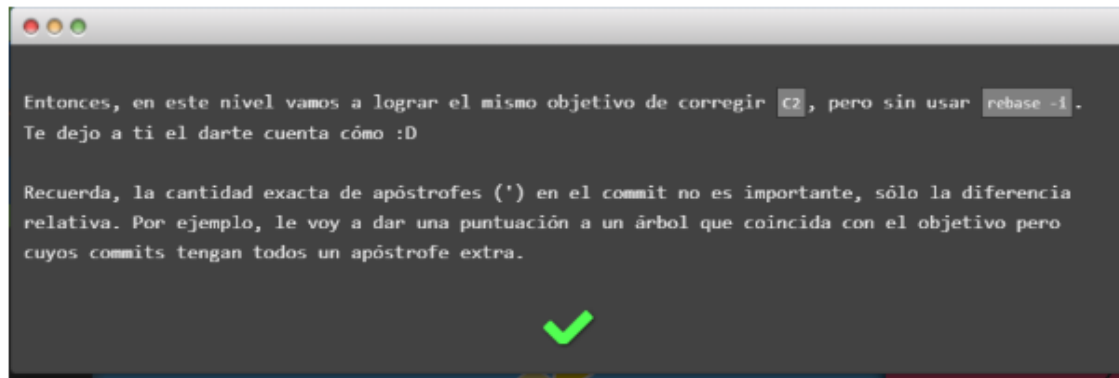 Entonces, en este nivel vamos a lograr el mismo objetivo de corregir C2, pero sin usar rebase -i.
Te dejo a ti el darte cuenta cómo :D
Recuerda, la cantidad exacta de apóstrofes (') en el commit no es importante, sólo la diferencia
relativa. Por ejemplo, le voy a dar una puntuación a un árbol que coincida con el objetivo pero
cuyos commits tengan todos un apóstrofe extra.